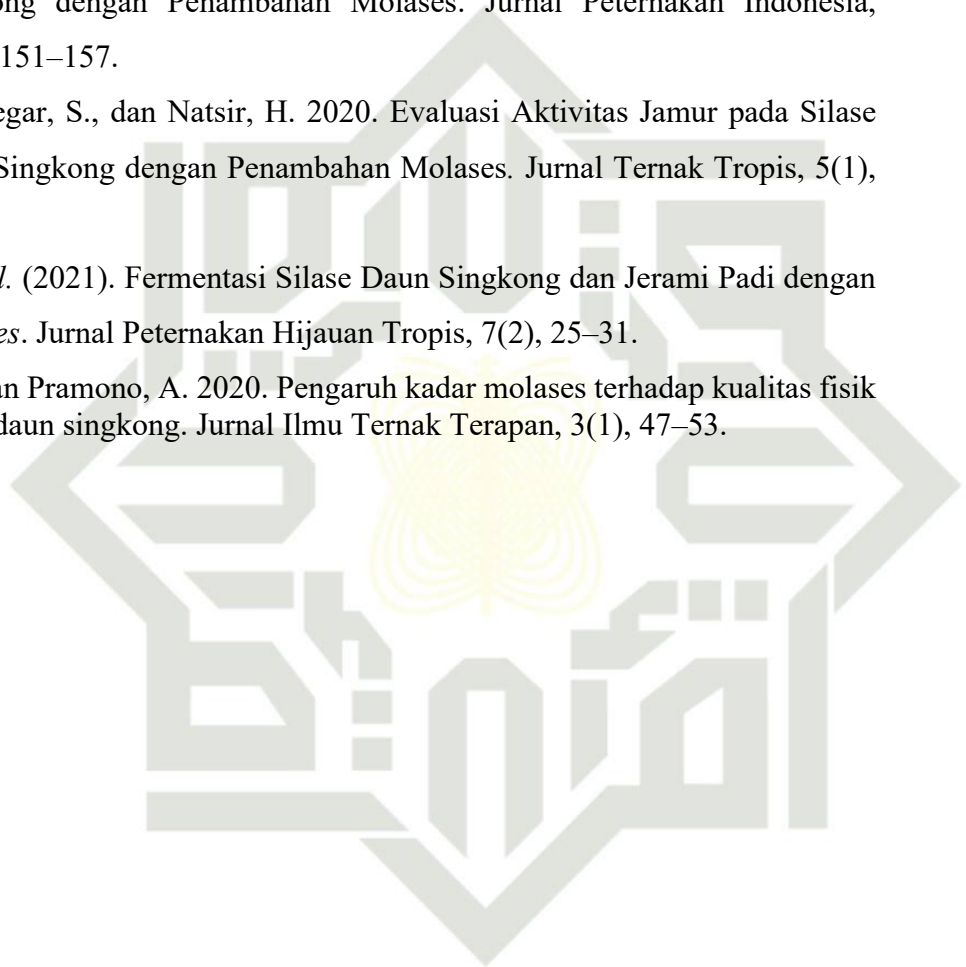 ong dengan Penambahan Molases. Jurnal Peternakan Indonesia,
151–157.
egar, S., dan Natsir, H. 2020. Evaluasi Aktivitas Jamur pada Silase
Singkong dengan Penambahan Molases. Jurnal Ternak Tropis, 5(1),
l. (2021). Fermentasi Silase Daun Singkong dan Jerami Padi dengan
es. Jurnal Peternakan Hijauan Tropis, 7(2), 25–31.
an Pramono, A. 2020. Pengaruh kadar molases terhadap kualitas fisik
daun singkong. Jurnal Ilmu Ternak Terapan, 3(1), 47–53.